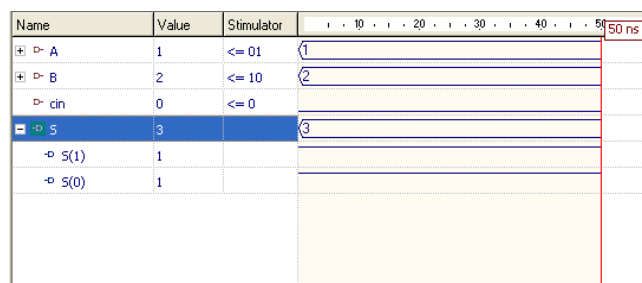 Name Value Stimulator 10 20 30 40 50 50 ns
A 1 <= 01 1
B 2 <= 10 2
cin 0 <= 0
S 3 3
S(1) 1
S(0) 1